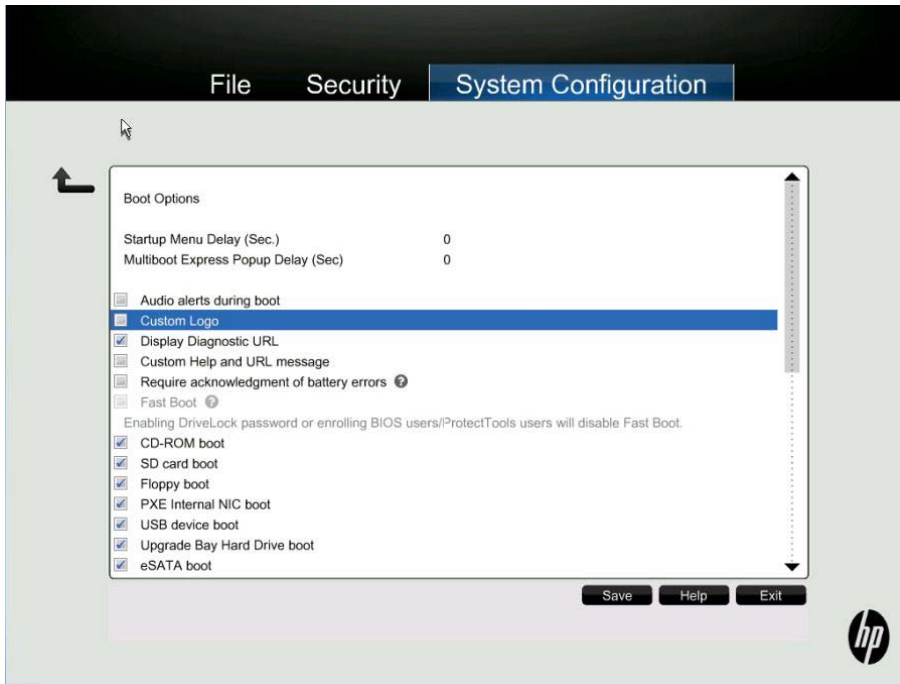 File Security System Configuration
Boot Options
Startup Menu Delay (Sec.) 0
Multiboot Express Popup Delay (Sec) 0
Audio alerts during boot
Custom Logo
Display Diagnostic URL
Custom Help and URL message
Require acknowledgment of battery errors ?
Fast Boot ?
Enabling DriveLock password or enrolling BIOS users/ProtectTools users will disable Fast Boot.
CD-ROM boot
SD card boot
Floppy boot
PXE Internal NIC boot
USB device boot
Upgrade Bay Hard Drive boot
eSATA boot
Save Help Exit
hp